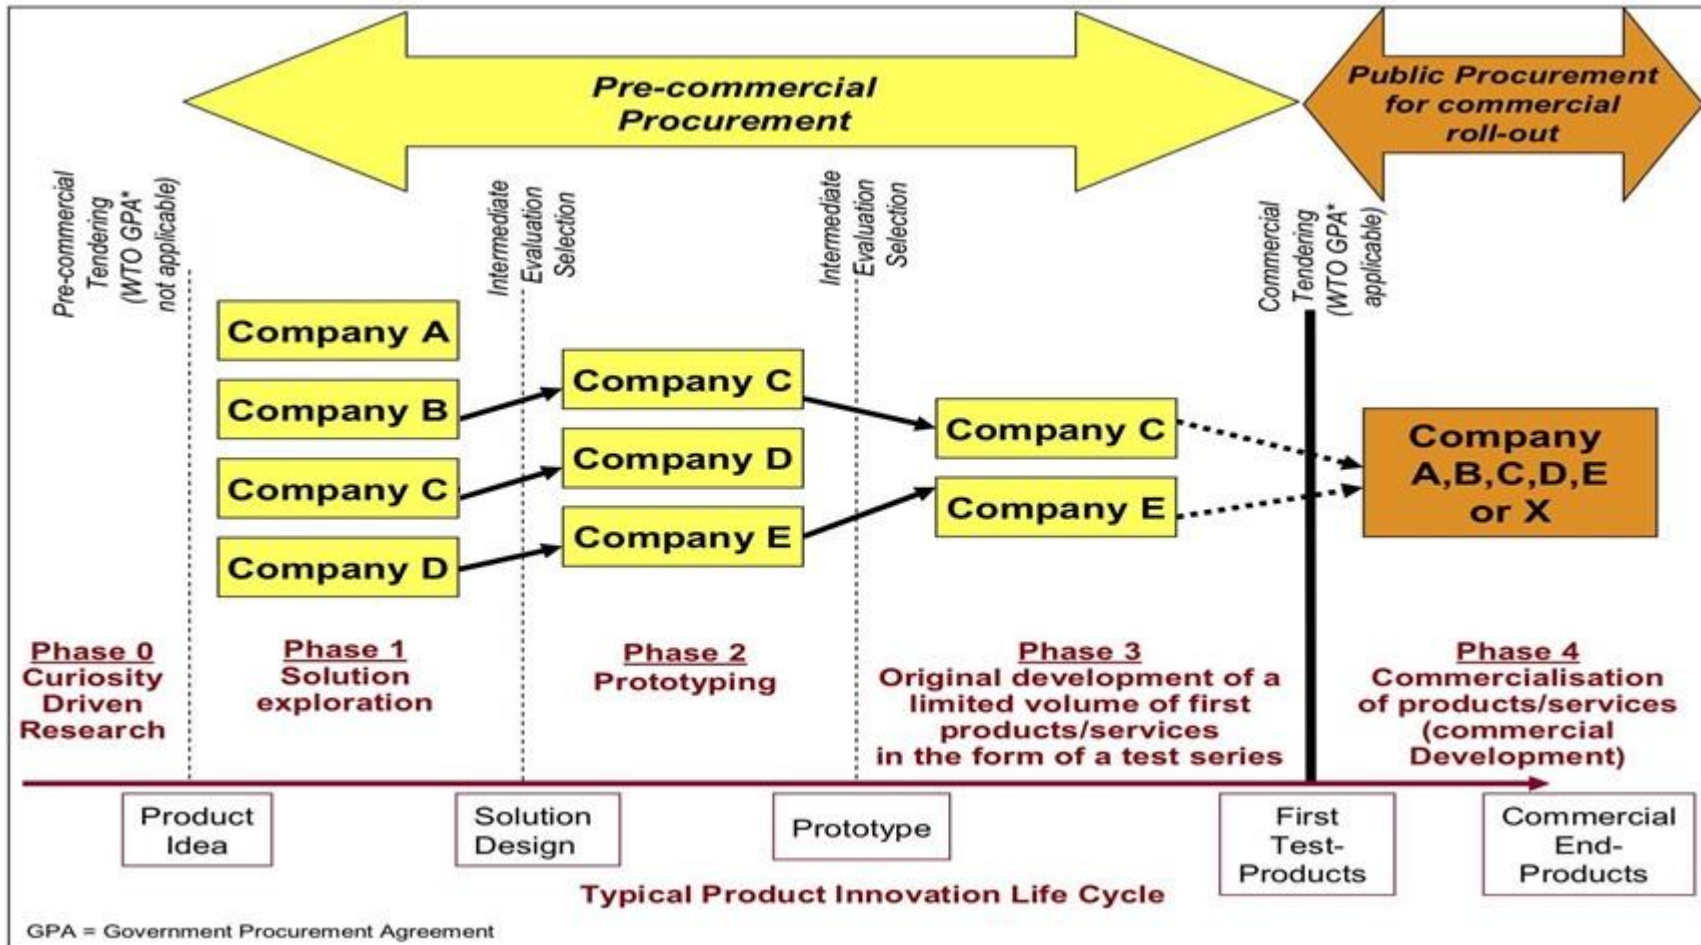 Pre-commercial
Procurement
Public Procurement
for commercial
roll-out
Pre-commercial
Tendering
(WTO GPA*
not applicable)
Intermediate
Evaluation
Selection
Intermediate
Evaluation
Selection
Commercial
Tendering
(WTO GPA*
applicable)
Company A
Company B
Company C
Company D
Company C
Company D
Company E
Company C
Company E
Company
A,B,C,D,E
or X
Phase 0
Curiosity
Driven
Research
Phase 1
Solution
exploration
Phase 2
Prototyping
Phase 3
Original development of a
limited volume of first
products/services
in the form of a test series
Phase 4
Commercialisation
of products/services
(commercial
Development)
Product
Idea
Solution
Design
Prototype
First
Test-
Products
Commercial
End-
Products
Typical Product Innovation Life Cycle
GPA = Government Procurement Agreement